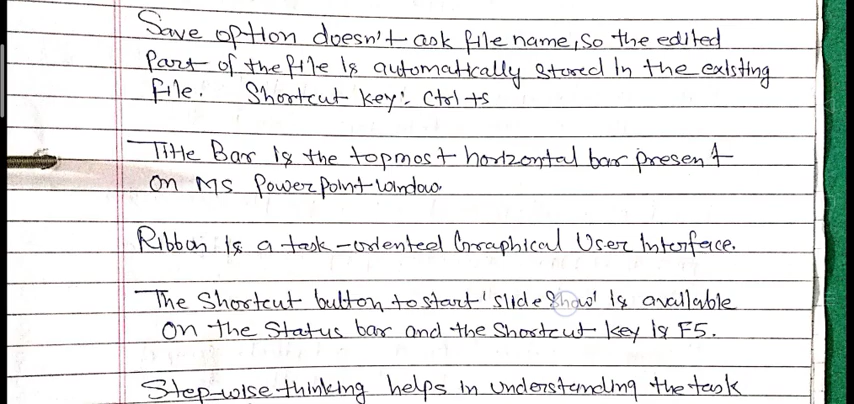 Save option doesn't ask file name, so the edited
Part of the file is automatically stored in the existing
file. Shortcut key: Ctrl +s
Title Bar is the topmost horizontal bar present
on MS PowerPoint window
Ribbon is a task-oriented Graphical User Interface.
The Shortcut button to start 'slide Show' is available
on the Status bar and the Shortcut key is F5.
Step-wise thinking helps in understanding the task